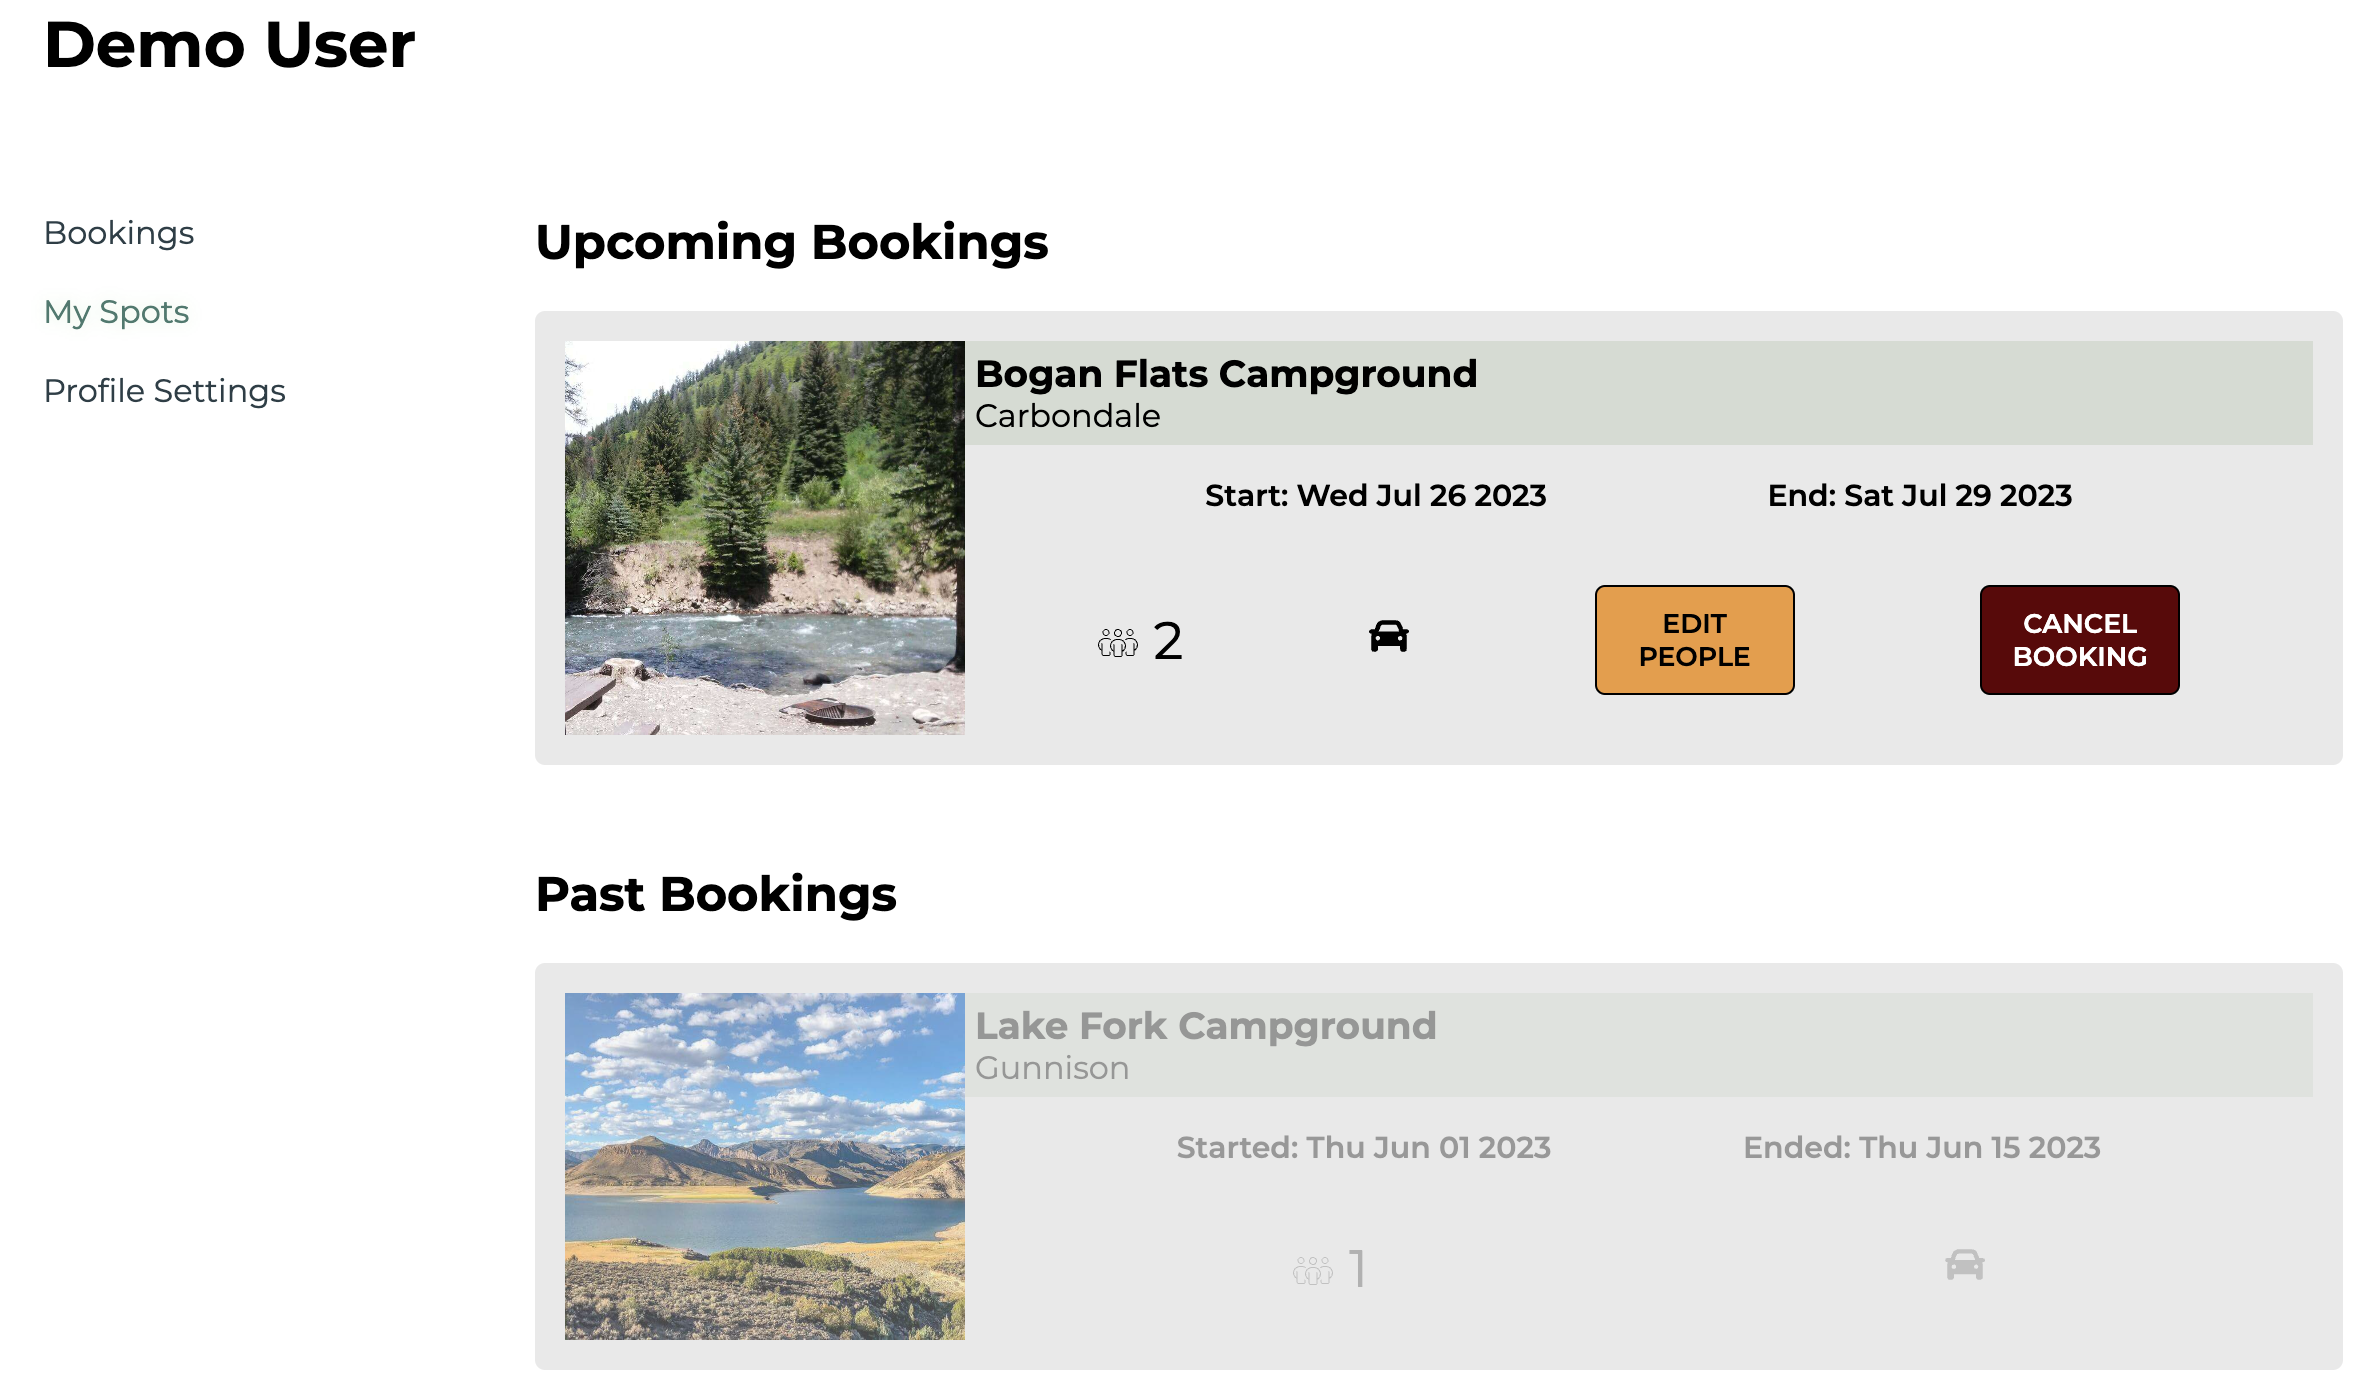 Demo User
Bookings
My Spots
Profile Settings
Upcoming Bookings
Bogan Flats Campground
Carbondale
Start: Wed Jul 26 2023
End: Sat Jul 29 2023
2
EDIT
PEOPLE
CANCEL
BOOKING
Past Bookings
Lake Fork Campground
Gunnison
Started: Thu Jun 01 2023
Ended: Thu Jun 15 2023
1